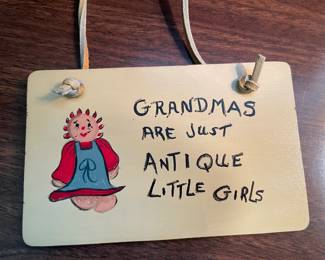 GRANDMAS
ARE JUST
ANTIQUE
LITTLE GIRLS